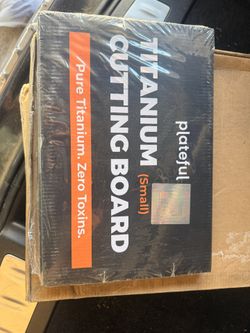 plateful
TITANIUM
(Small)
CUTTING BOARD
Pure Titanium. Zero Toxins.